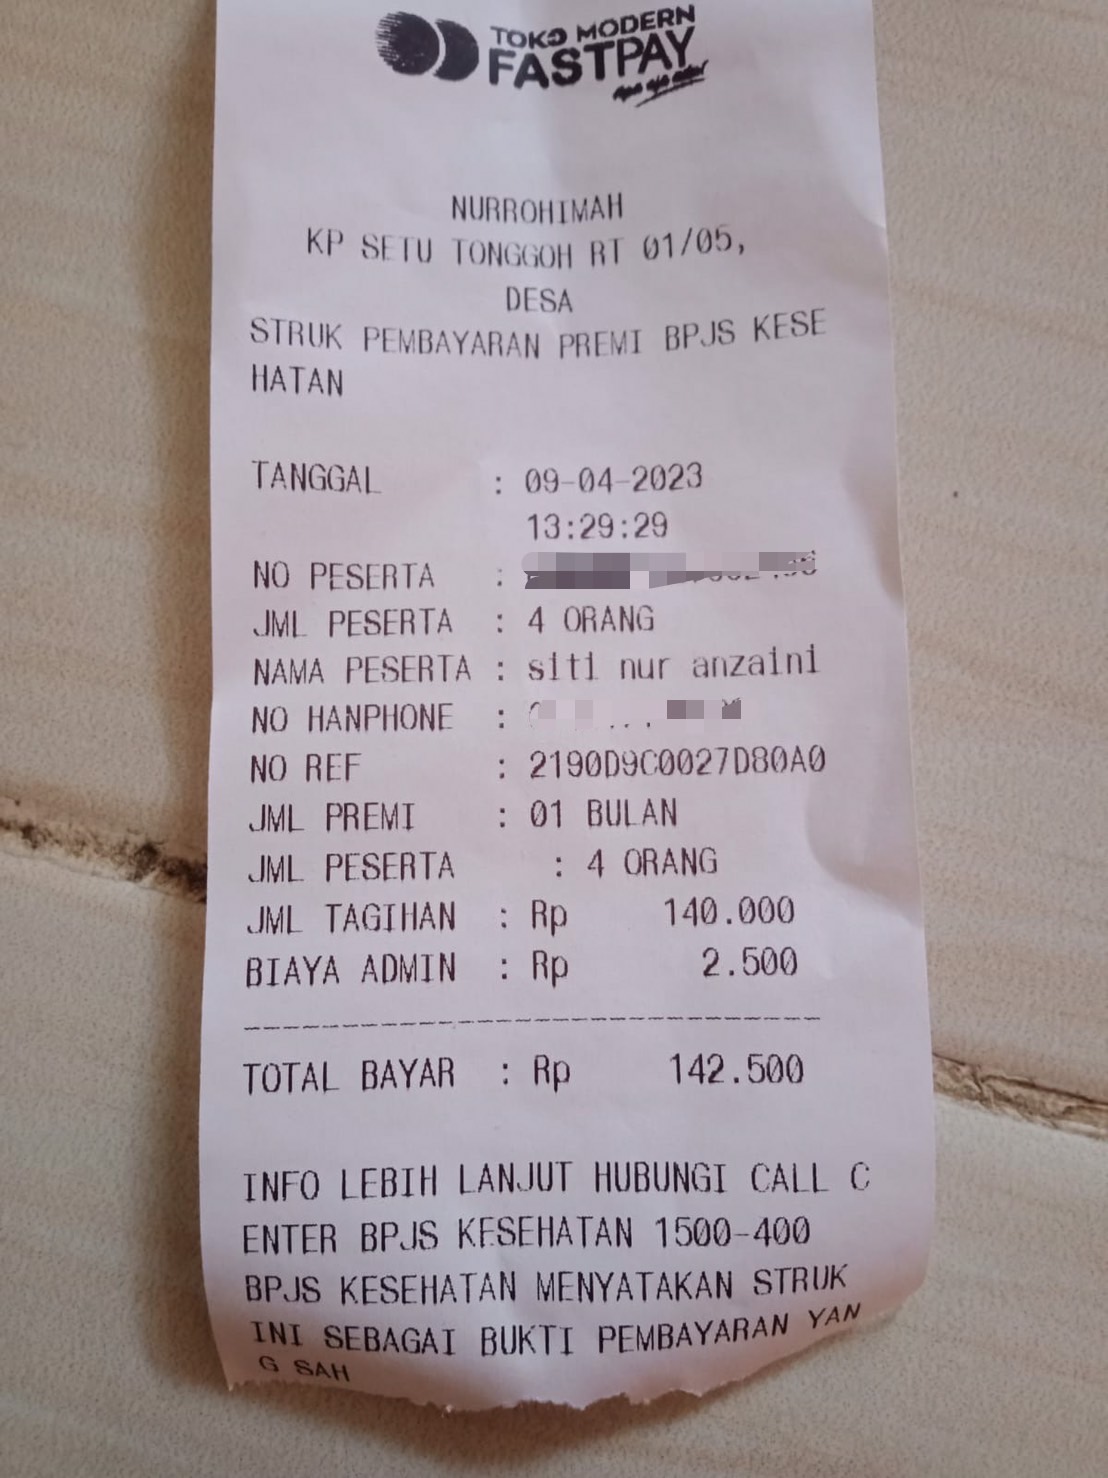 TOKO MODERN
FASTPAY
NURROHIMAH
KP SETU TONGGOH RT 01/05,
DESA
STRUK PEMBAYARAN PREMI BPJS KESE
HATAN
TANGGAL : 09-04-2023
13:29:29
NO PESERTA :
JML PESERTA : 4 ORANG
NAMA PESERTA : siti nur anzaini
NO HANPHONE :
NO REF : 2190D9C0027D80A0
JML PREMI : 01 BULAN
JML PESERTA : 4 ORANG
JML TAGIHAN : Rp 140.000
BIAYA ADMIN : Rp 2.500
TOTAL BAYAR : Rp 142.500
INFO LEBIH LANJUT HUBUNGI CALL C
ENTER BPJS KESEHATAN 1500-400
BPJS KESEHATAN MENYATAKAN STRUK
INI SEBAGAI BUKTI PEMBAYARAN YAN
G SAH